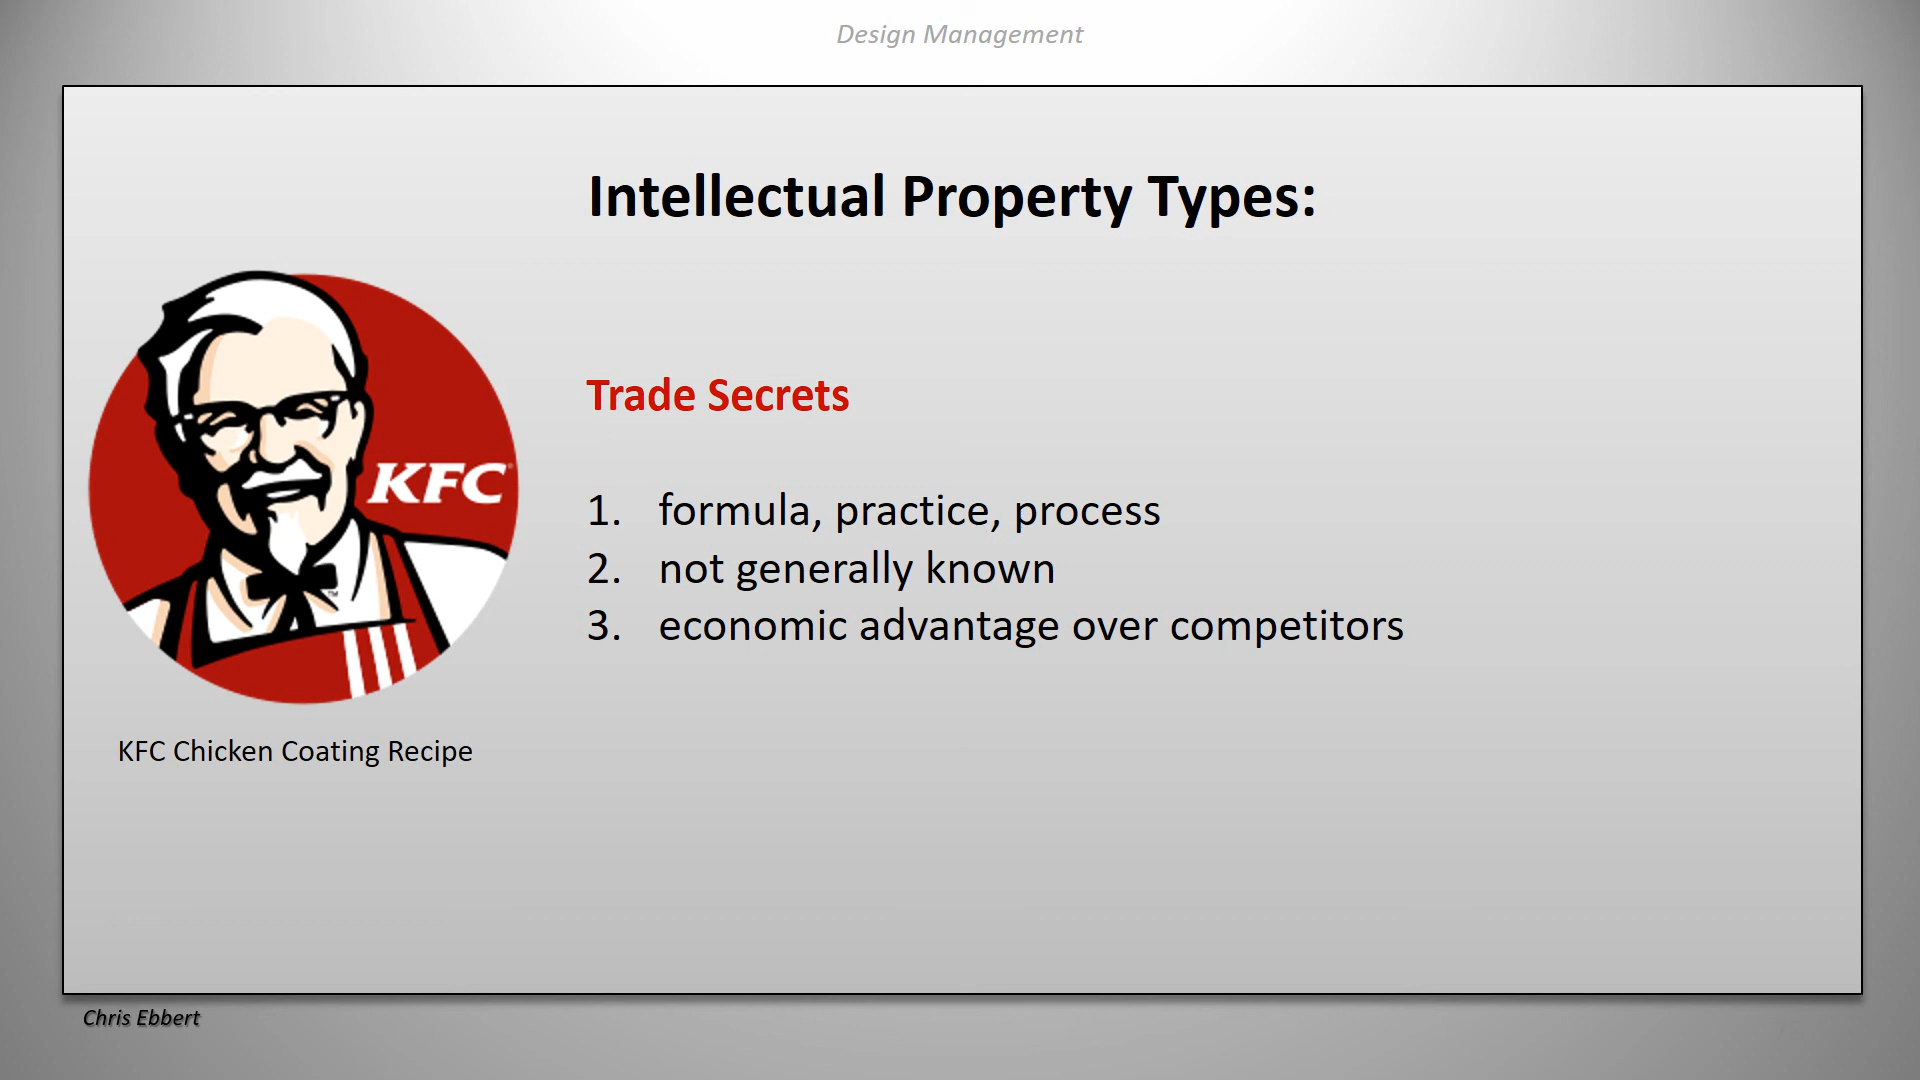 Design Management
Intellectual Property Types:
KFC
Trade Secrets
1. formula, practice, process
2. not generally known
3. economic advantage over competitors
KFC Chicken Coating Recipe
Chris Ebbert